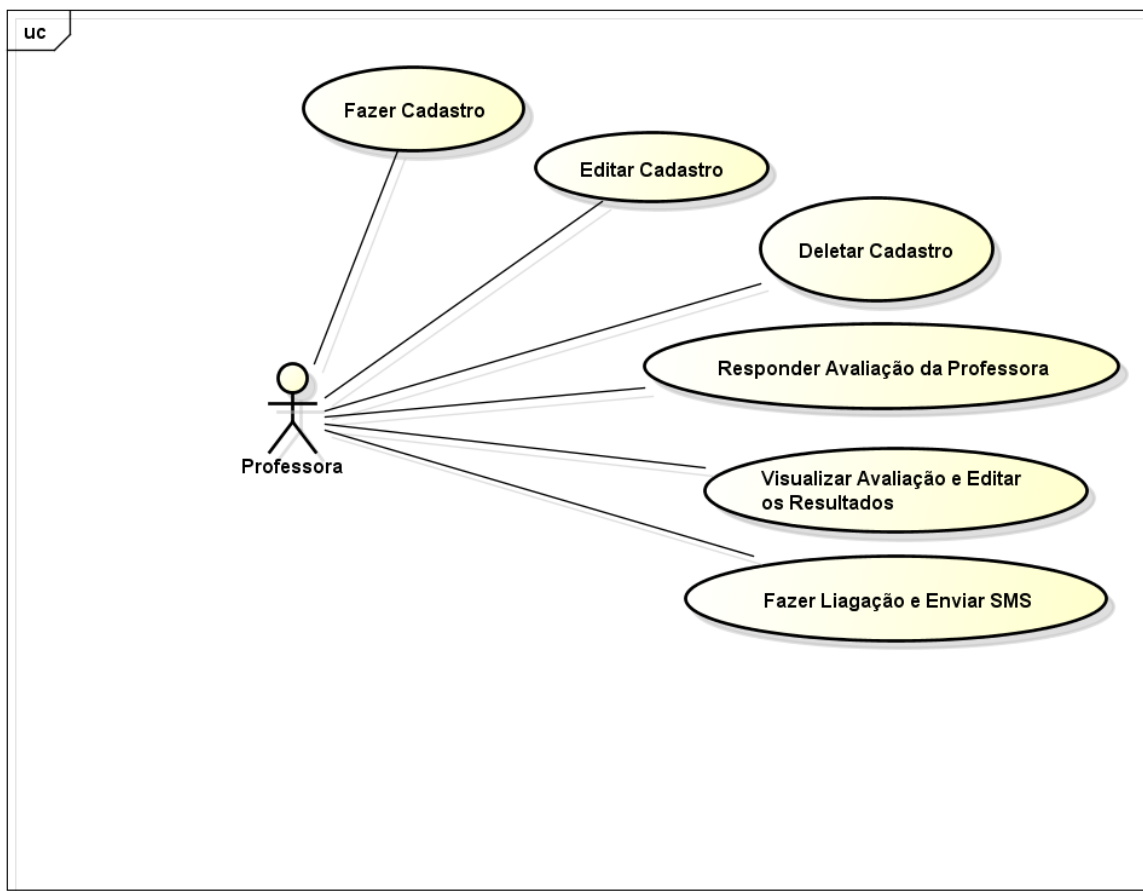 uc
Fazer Cadastro
Editar Cadastro
Deletar Cadastro
Responder Avaliação da Professora
Professora
Visualizar Avaliação e Editar
os Resultados
Fazer Liagação e Enviar SMS